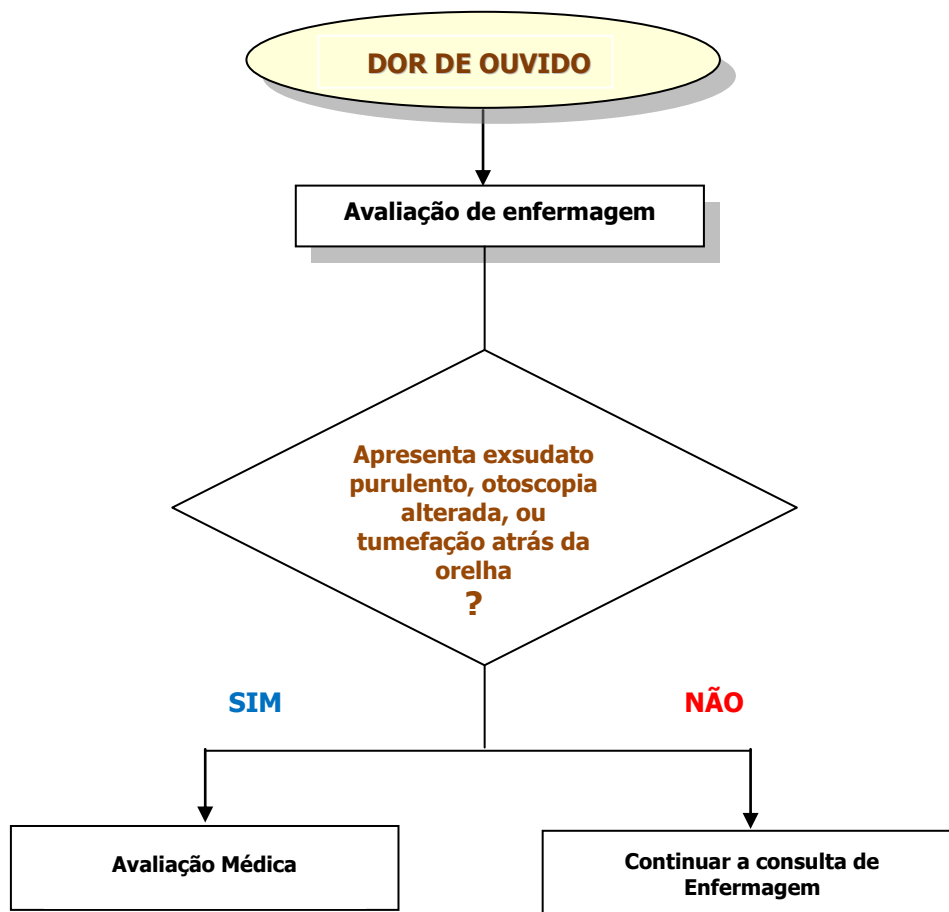 DOR DE OUVIDO
Avaliação de enfermagem
Apresenta exsudato
purulento, otoscopia
alterada, ou
tumefação atrás da
orelha
?
SIM
NÃO
Avaliação Médica
Continuar a consulta de
Enfermagem